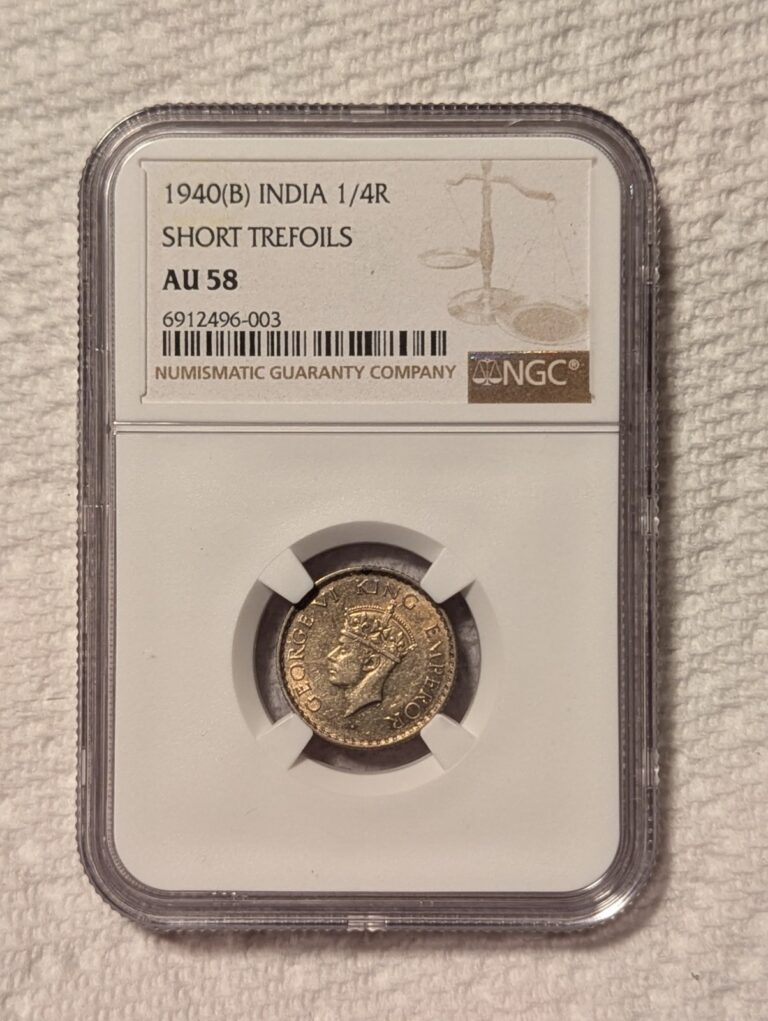 1940(B) INDIA 1/4R
SHORT TREFOILS
AU 58
6912496-003
NUMISMATIC GUARANTY COMPANY
NGC®
GEORGE VI KING EMPEROR